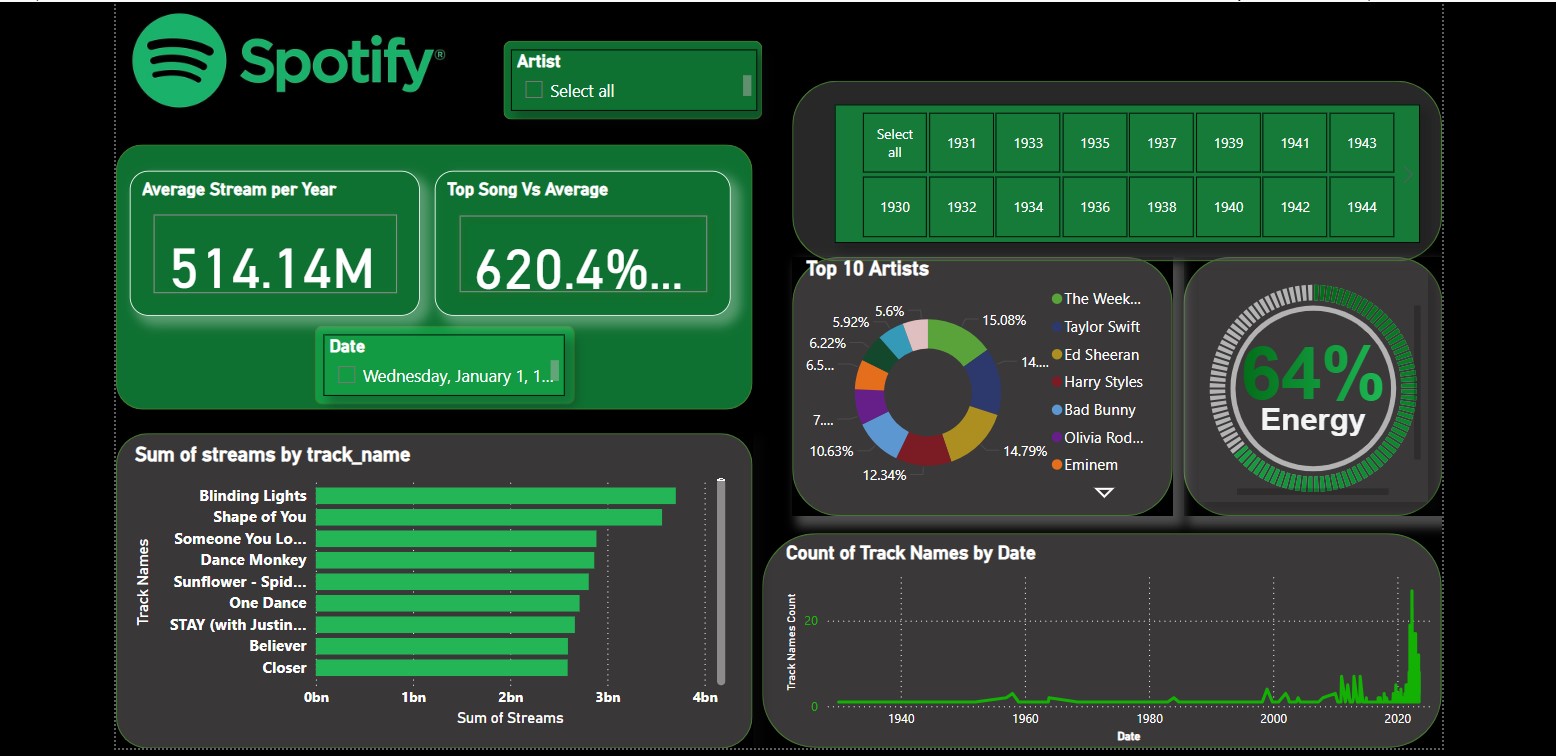 Spotify®
Artist
Select all
Average Stream per Year
514.14M
Top Song Vs Average
620.4%...
Date
Wednesday, January 1, 1...
Select all
1931
1933
1935
1937
1939
1941
1943
1930
1932
1934
1936
1938
1940
1942
1944
Top 10 Artists
15.08%
14....
14.79%
12.34%
10.63%
7....
6.5...
6.22%
5.92%
5.6%
The Week...
Taylor Swift
Ed Sheeran
Harry Styles
Bad Bunny
Olivia Rod...
Eminem
64%
Energy
Sum of streams by track_name
Track Names
Blinding Lights
Shape of You
Someone You Lo...
Dance Monkey
Sunflower - Spid...
One Dance
STAY (with Justin...
Believer
Closer
0bn
1bn
2bn
3bn
4bn
Sum of Streams
Count of Track Names by Date
Track Names Count
20
0
1940
1960
1980
2000
2020
Date